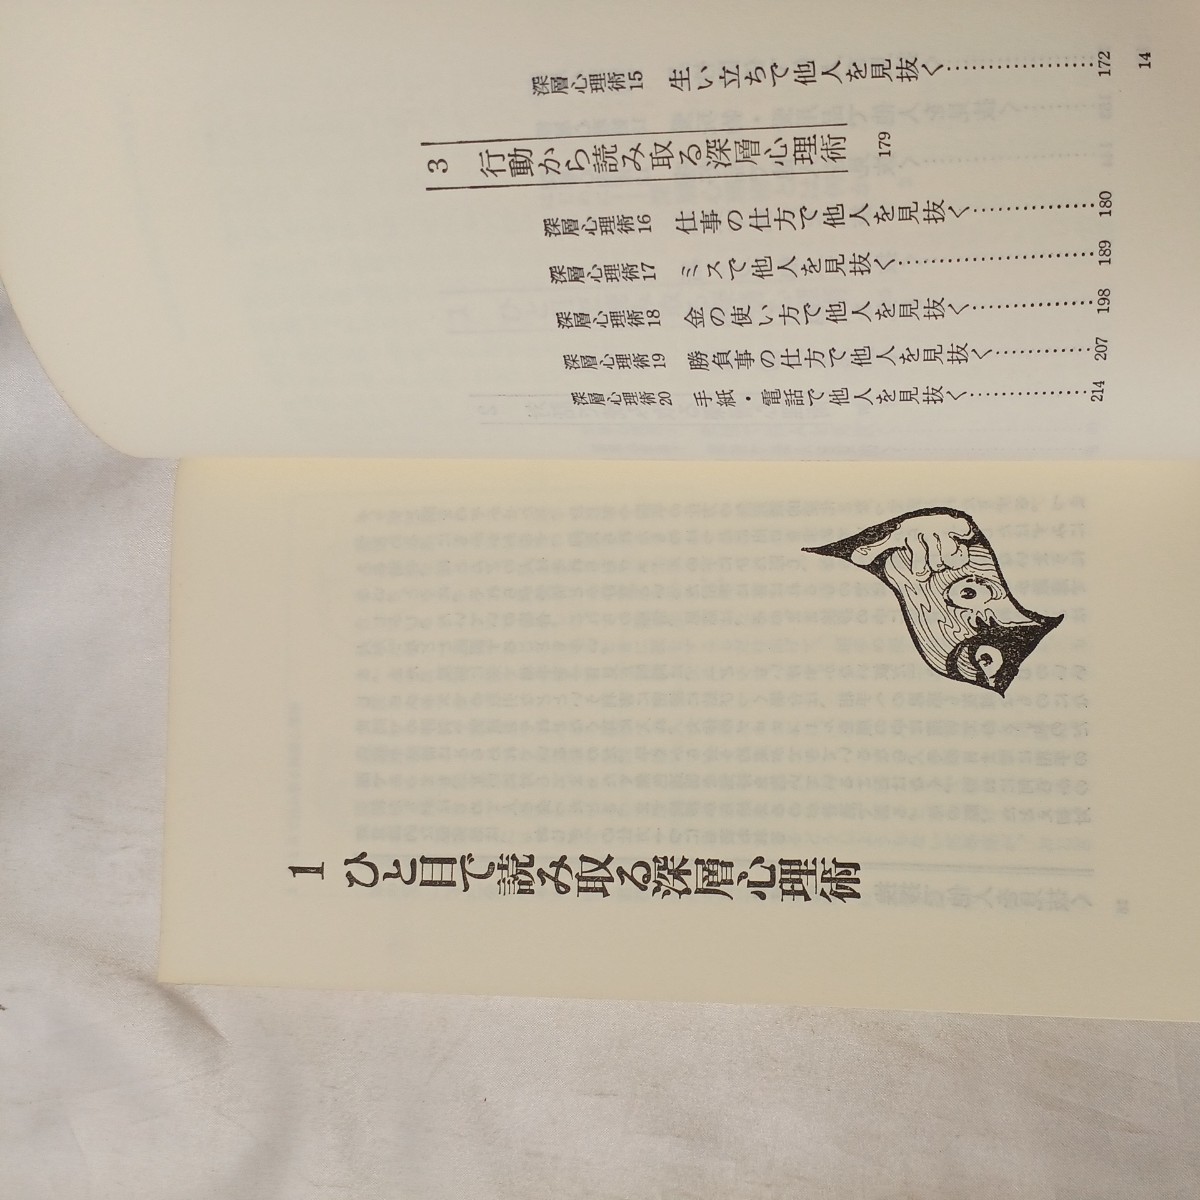 14
深層心理術15 生い立ちで他人を見抜く……………………172
3 行動から読み取る深層心理術 179
深層心理術16 仕事の仕方で他人を見抜く……………………180
深層心理術17 ミスで他人を見抜く……………………189
深層心理術18 金の使い方で他人を見抜く……………………198
深層心理術19 勝負事の仕方で他人を見抜く……………………207
深層心理術20 手紙・電話で他人を見抜く……………………214
1 ひと目で読み取る深層心理術